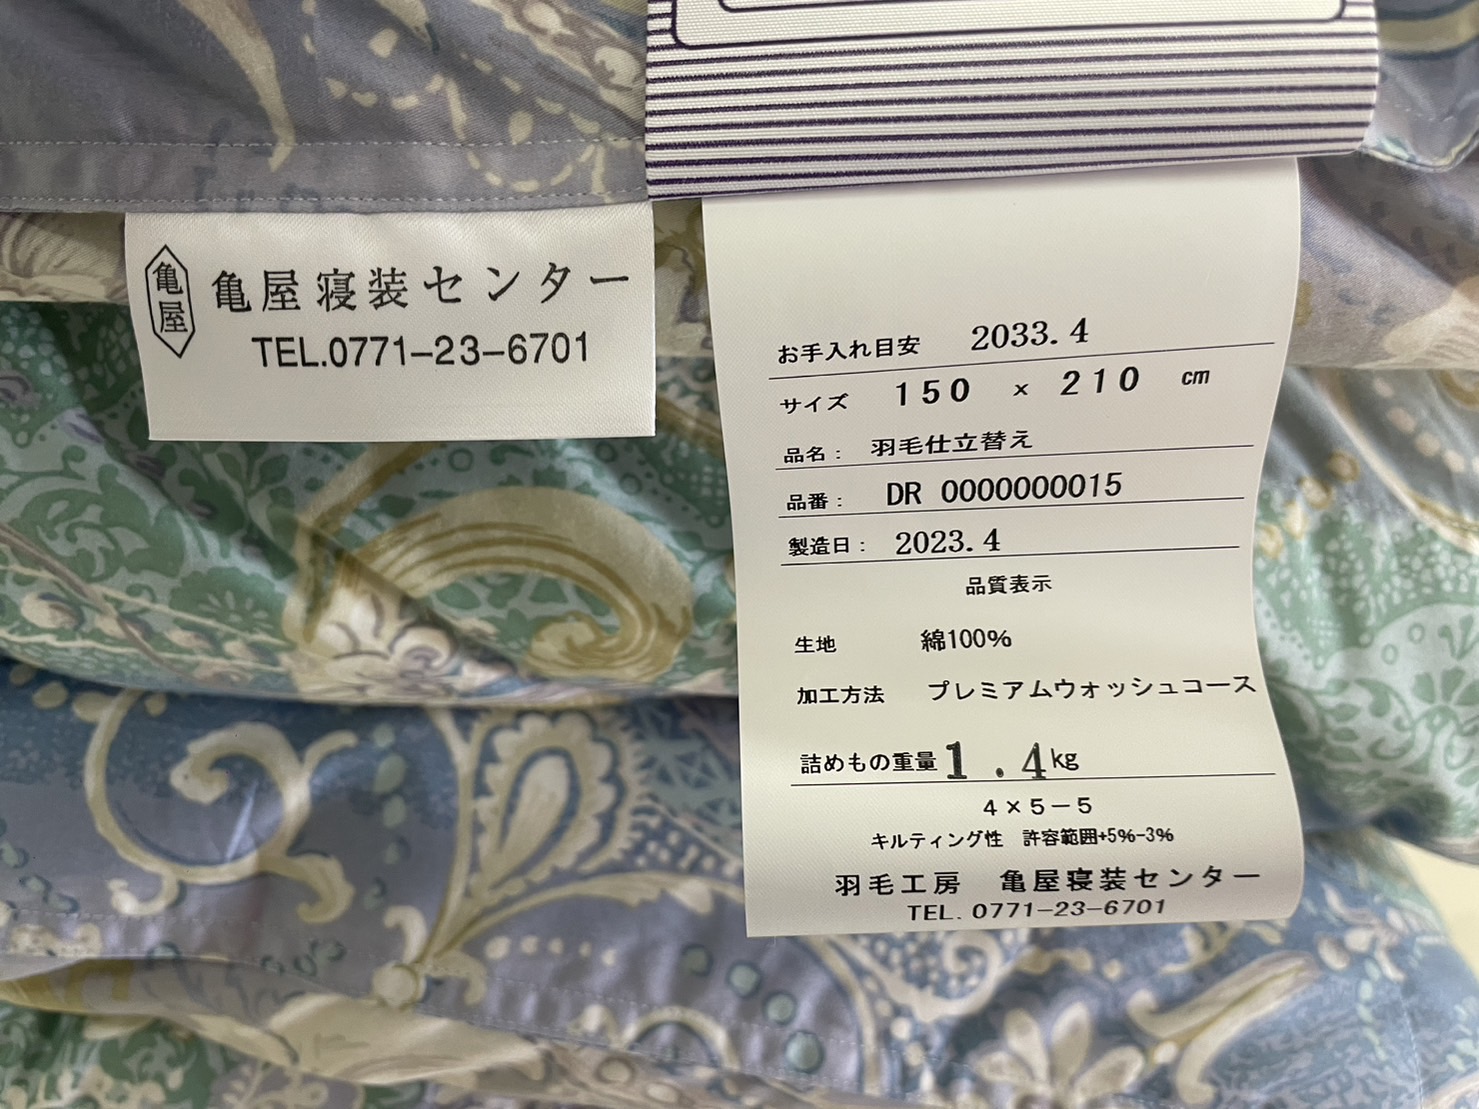 亀屋
亀屋寝装センター
TEL.0771-23-6701
お手入れ目安 2033.4
サイズ 150 × 210 cm
品名： 羽毛仕立替え
品番： DR 0000000015
製造日： 2023.4
品質表示
生地 綿100%
加工方法 プレミアムウォッシュコース
詰めもの重量 1.4kg
4×5-5
キルティング性 許容範囲+5%-3%
羽毛工房 亀屋寝装センター
TEL. 0771-23-6701